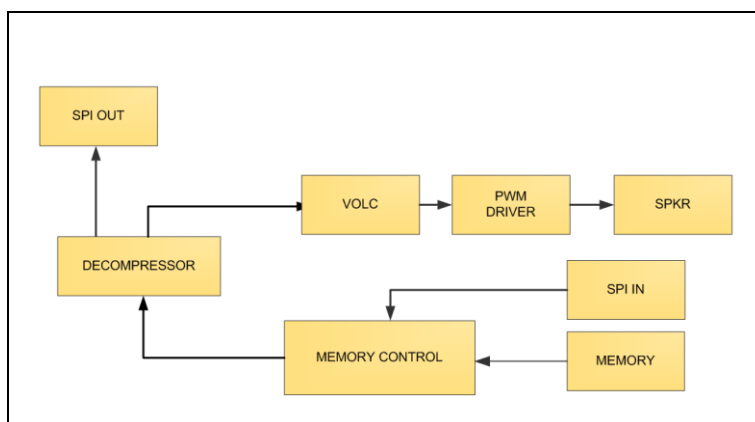 SPI OUT
VOLC
PWM
DRIVER
SPKR
DECOMPRESSOR
SPI IN
MEMORY CONTROL
MEMORY